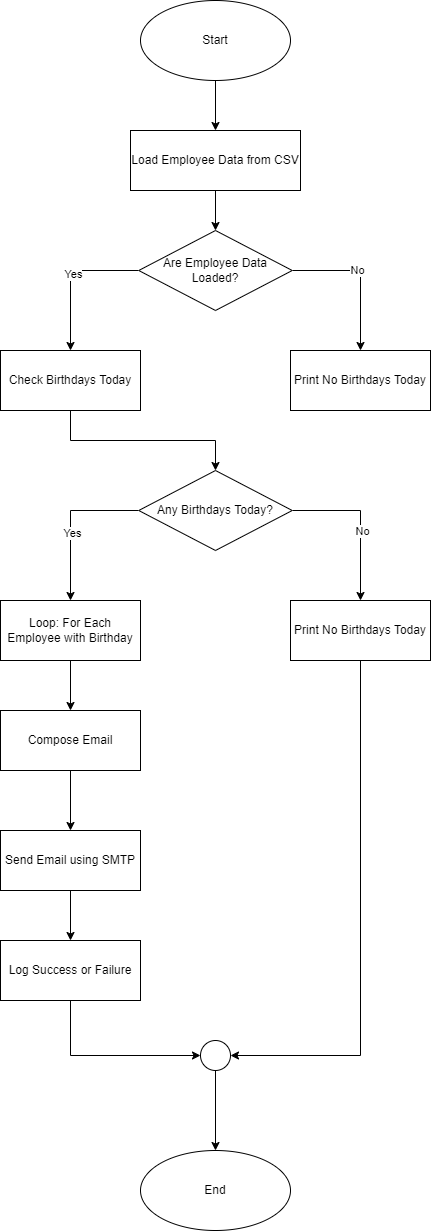 Start
Load Employee Data from CSV
Are Employee Data
Loaded?
Yes
No
Check Birthdays Today
Print No Birthdays Today
Any Birthdays Today?
Yes
No
Loop: For Each
Employee with Birthday
Print No Birthdays Today
Compose Email
Send Email using SMTP
Log Success or Failure
End